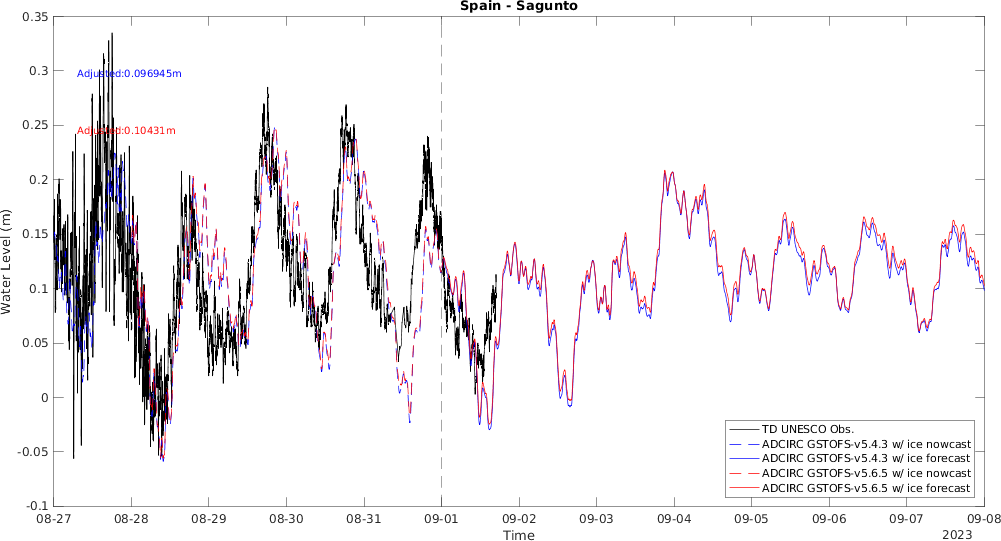 Spain - Sagunto
0.35
0.3
0.25
0.2
0.15
0.1
0.05
0
-0.05
-0.1
Water Level (m)
Adjusted:0.096945m
Adjusted:0.10431m
TD UNESCO Obs.
ADCIRC GSTOFS-v5.4.3 w/ ice nowcast
ADCIRC GSTOFS-v5.4.3 w/ ice forecast
ADCIRC GSTOFS-v5.6.5 w/ ice nowcast
ADCIRC GSTOFS-v5.6.5 w/ ice forecast
08-27 08-28 08-29 08-30 08-31 09-01 09-02 09-03 09-04 09-05 09-06 09-07 09-08
Time
2023